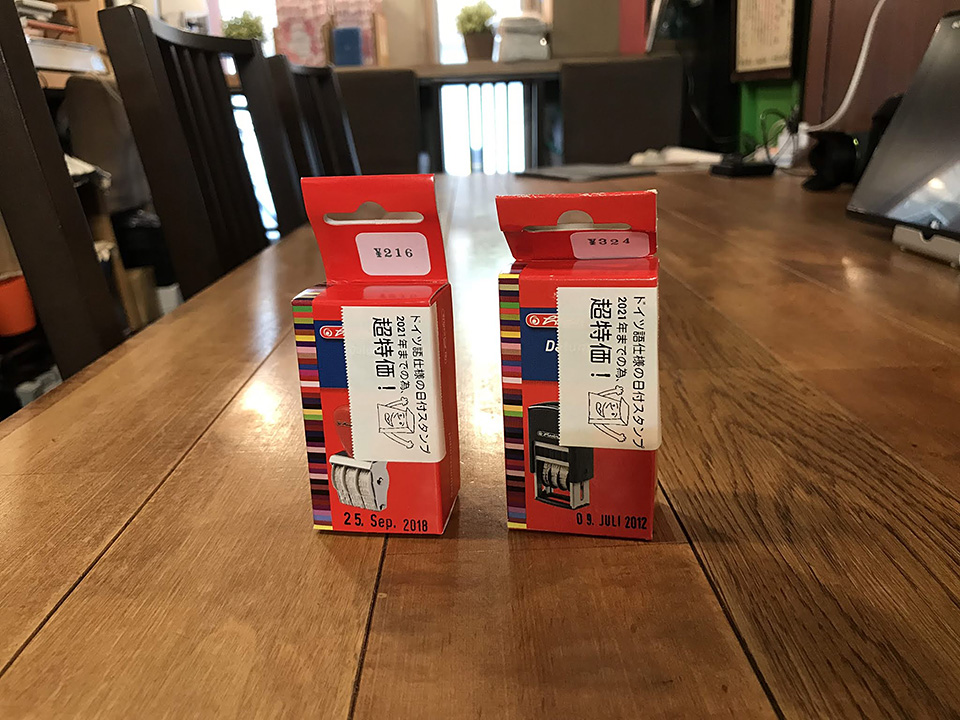 ¥216
ドイツ語仕様の日付スタンプ
2021年までの為、
超特価！
25. Sep. 2018
¥324
ドイツ語仕様の日付スタンプ
2021年までの為、
超特価！
09. JULI 2012